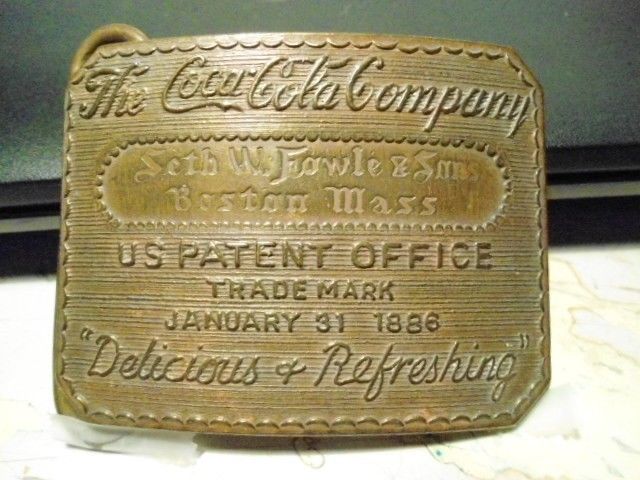 The Coca-Cola Company
Seth W. Fowle & Sons
Boston Mass
US PATENT OFFICE
TRADE MARK
JANUARY 31 1886
"Delicious & Refreshing"